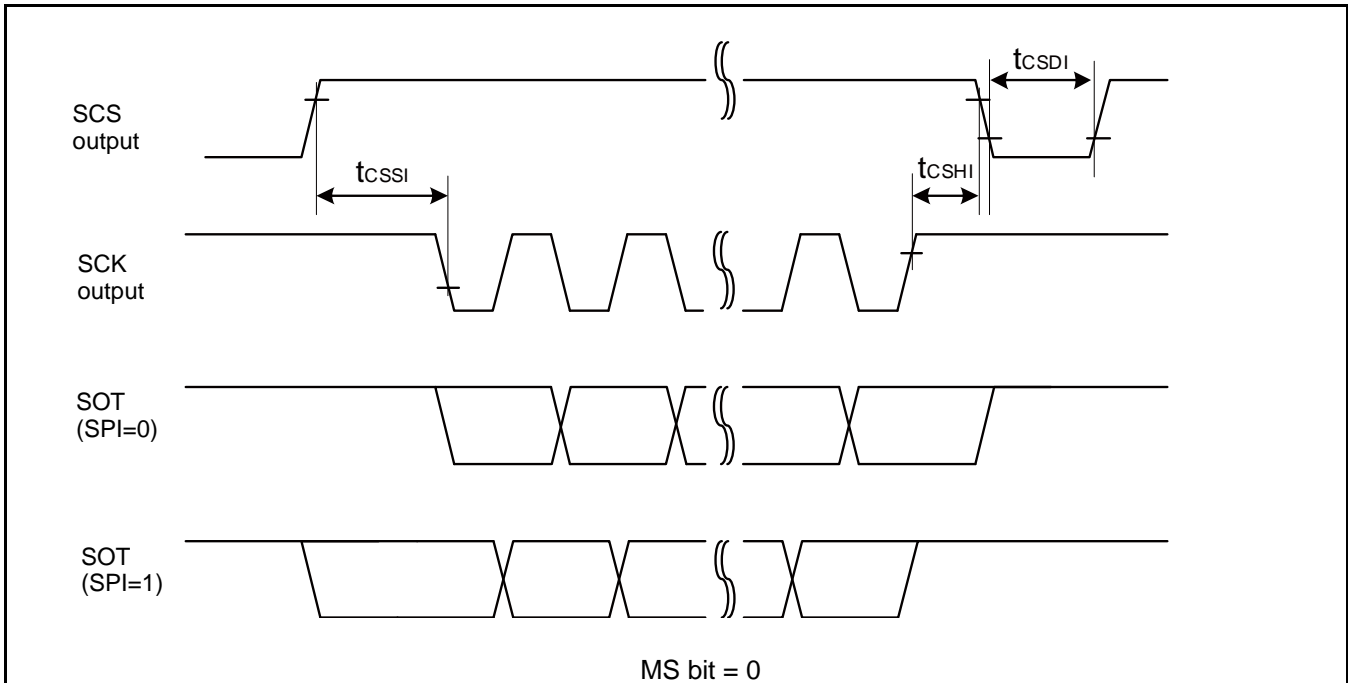 tCSDI
SCS
output
tCSSI
tCSHI
SCK
output
SOT
(SPI=0)
SOT
(SPI=1)
MS bit = 0